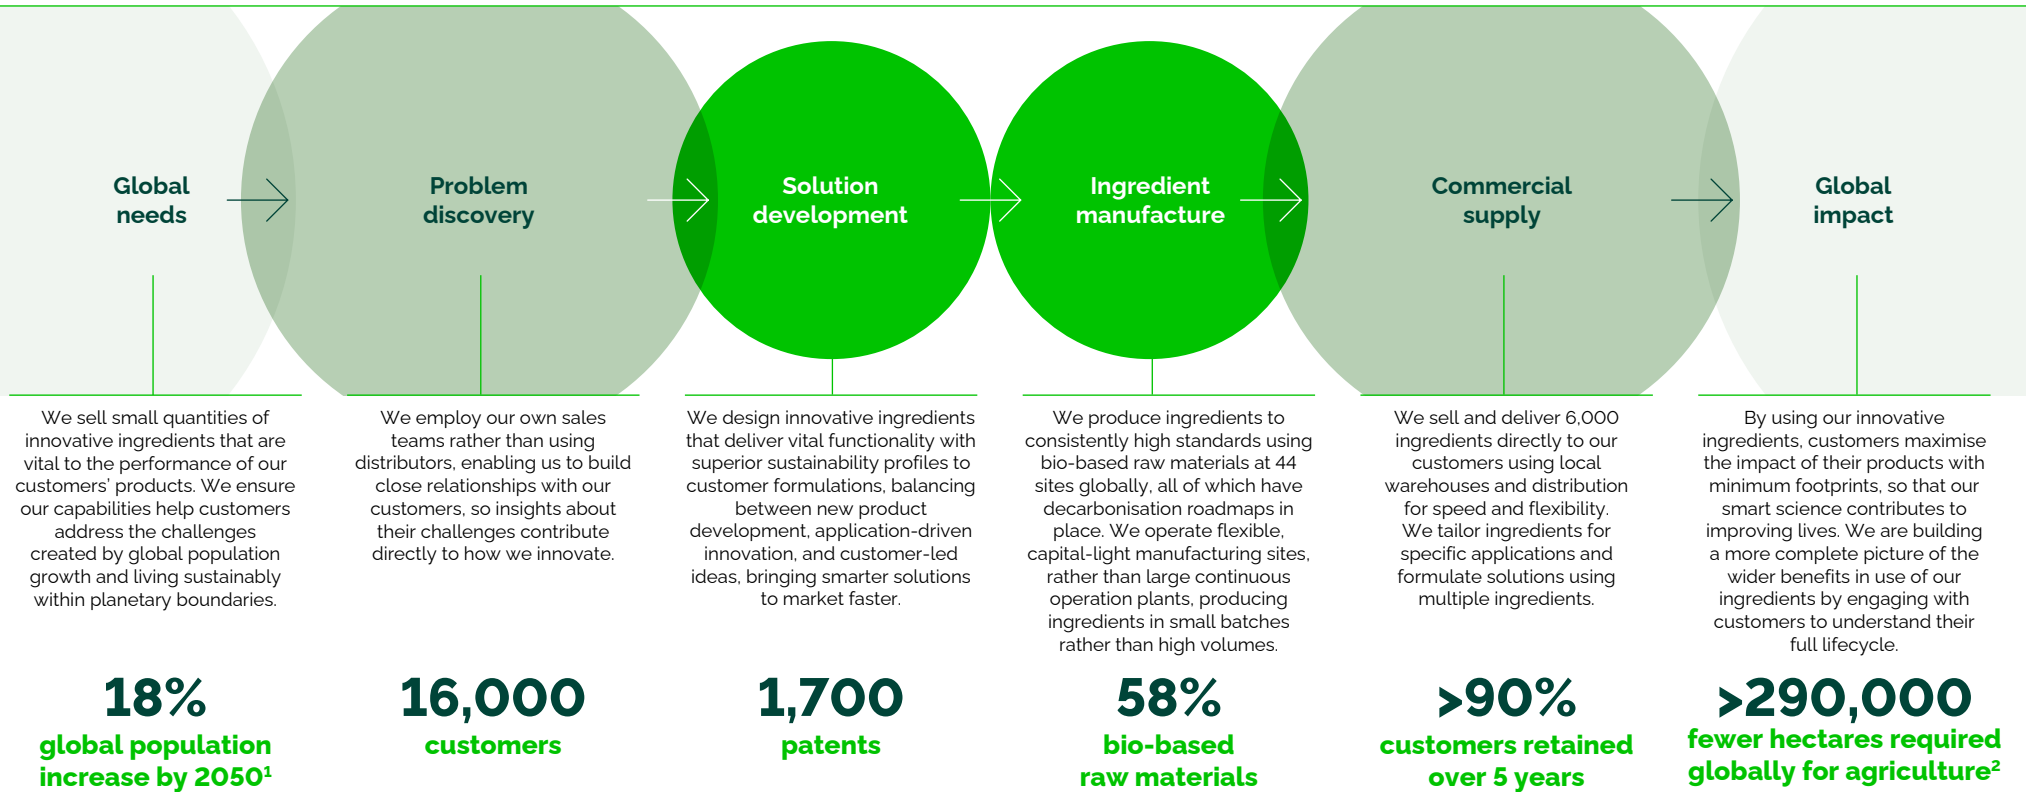 Global
needs
Problem
discovery
Solution
development
Ingredient
manufacture
Commercial
supply
Global
impact
We sell small quantities of
innovative ingredients that are
vital to the performance of our
customers’ products. We ensure
our capabilities help customers
address the challenges
created by global population
growth and living sustainably
within planetary boundaries.
18%
global population
increase by 2050¹
We employ our own sales
teams rather than using
distributors, enabling us to build
close relationships with our
customers, so insights about
their challenges contribute
directly to how we innovate.
16,000
customers
We design innovative ingredients
that deliver vital functionality with
superior sustainability profiles to
customer formulations, balancing
between new product
development, application-driven
innovation, and customer-led
ideas, bringing smarter solutions
to market faster.
1,700
patents
We produce ingredients to
consistently high standards using
bio-based raw materials at 44
sites globally, all of which have
decarbonisation roadmaps in
place. We operate flexible,
capital-light manufacturing sites,
rather than large continuous
operation plants, producing
ingredients in small batches
rather than high volumes.
58%
bio-based
raw materials
We sell and deliver 6,000
ingredients directly to our
customers using local
warehouses and distribution
for speed and flexibility.
We tailor ingredients for
specific applications and
formulate solutions using
multiple ingredients.
>90%
customers retained
over 5 years
By using our innovative
ingredients, customers maximise
the impact of their products with
minimum footprints, so that our
smart science contributes to
improving lives. We are building
a more complete picture of the
wider benefits in use of our
ingredients by engaging with
customers to understand their
full lifecycle.
>290,000
fewer hectares required
globally for agriculture²